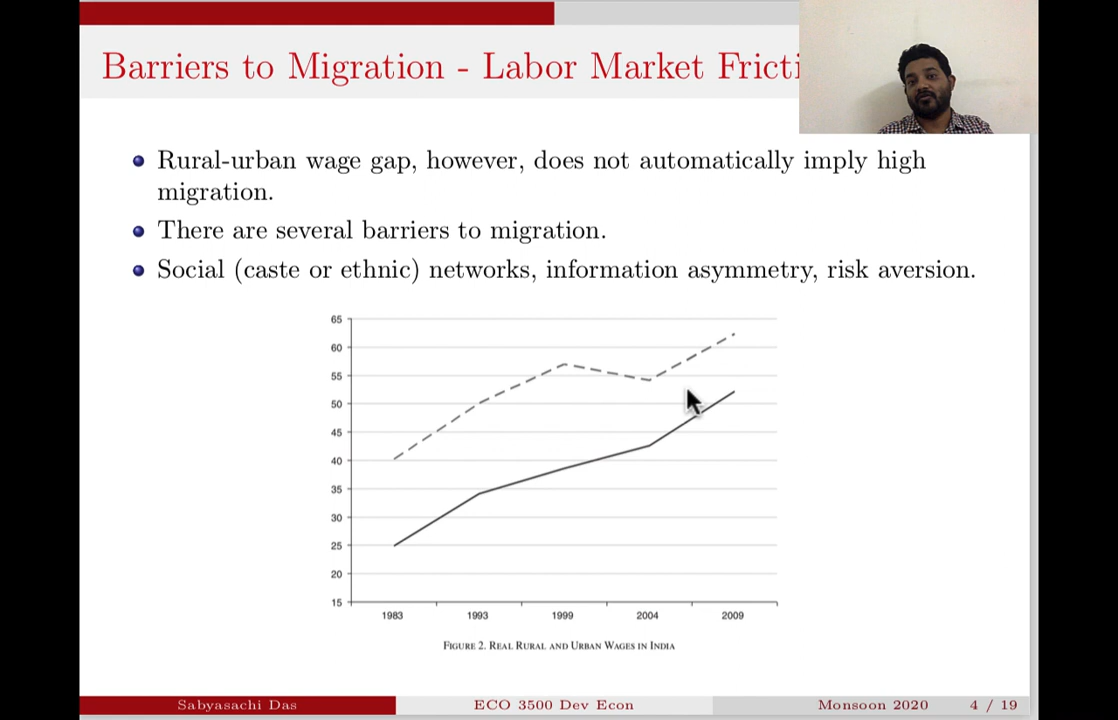 Barriers to Migration - Labor Market Fricti
Rural-urban wage gap, however, does not automatically imply high
migration.
There are several barriers to migration.
Social (caste or ethnic) networks, information asymmetry, risk aversion.
65
60
55
50
45
40
35
30
25
20
15
1983 1993 1999 2004 2009
FIGURE 2. REAL RURAL AND URBAN WAGES IN INDIA
Sabyasachi Das ECO 3500 Dev Econ Monsoon 2020 4 / 19